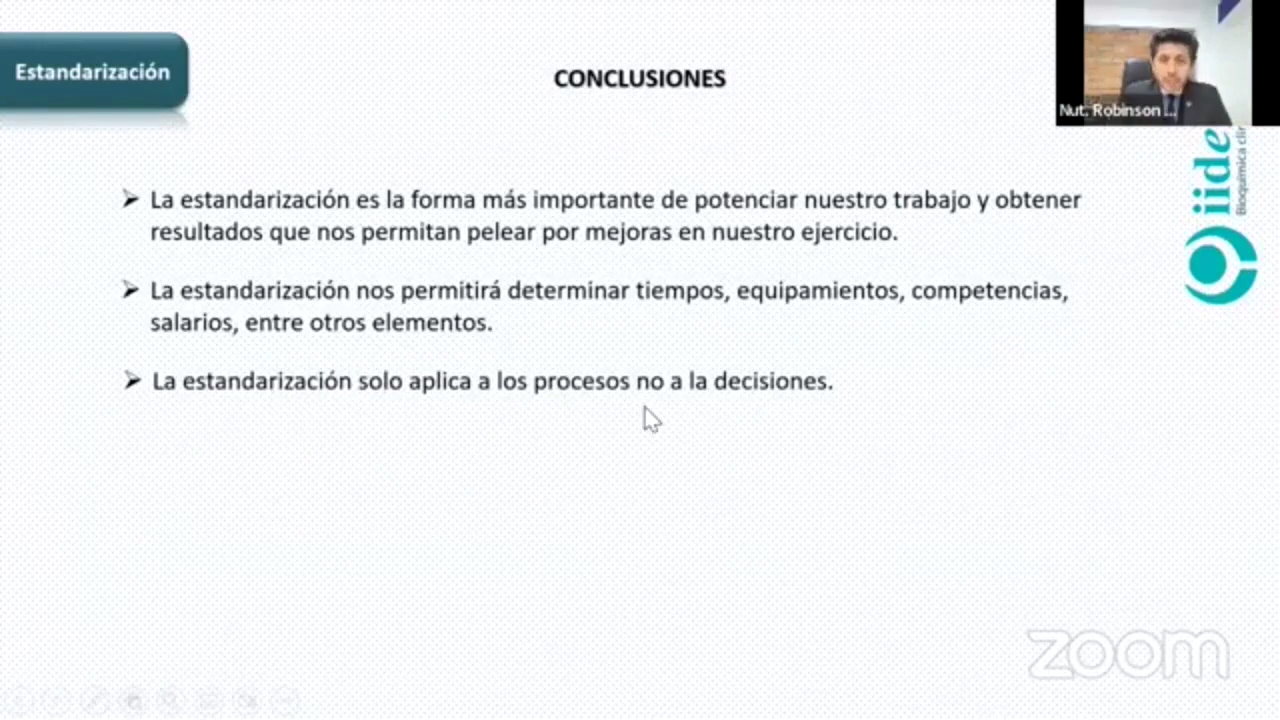 Estandarización
CONCLUSIONES
Nut. Robinson ...
iide
➢ La estandarización es la forma más importante de potenciar nuestro trabajo y obtener
resultados que nos permitan pelear por mejoras en nuestro ejercicio.
➢ La estandarización nos permitirá determinar tiempos, equipamientos, competencias,
salarios, entre otros elementos.
➢ La estandarización solo aplica a los procesos no a la decisiones.
Bioquímica
zoom